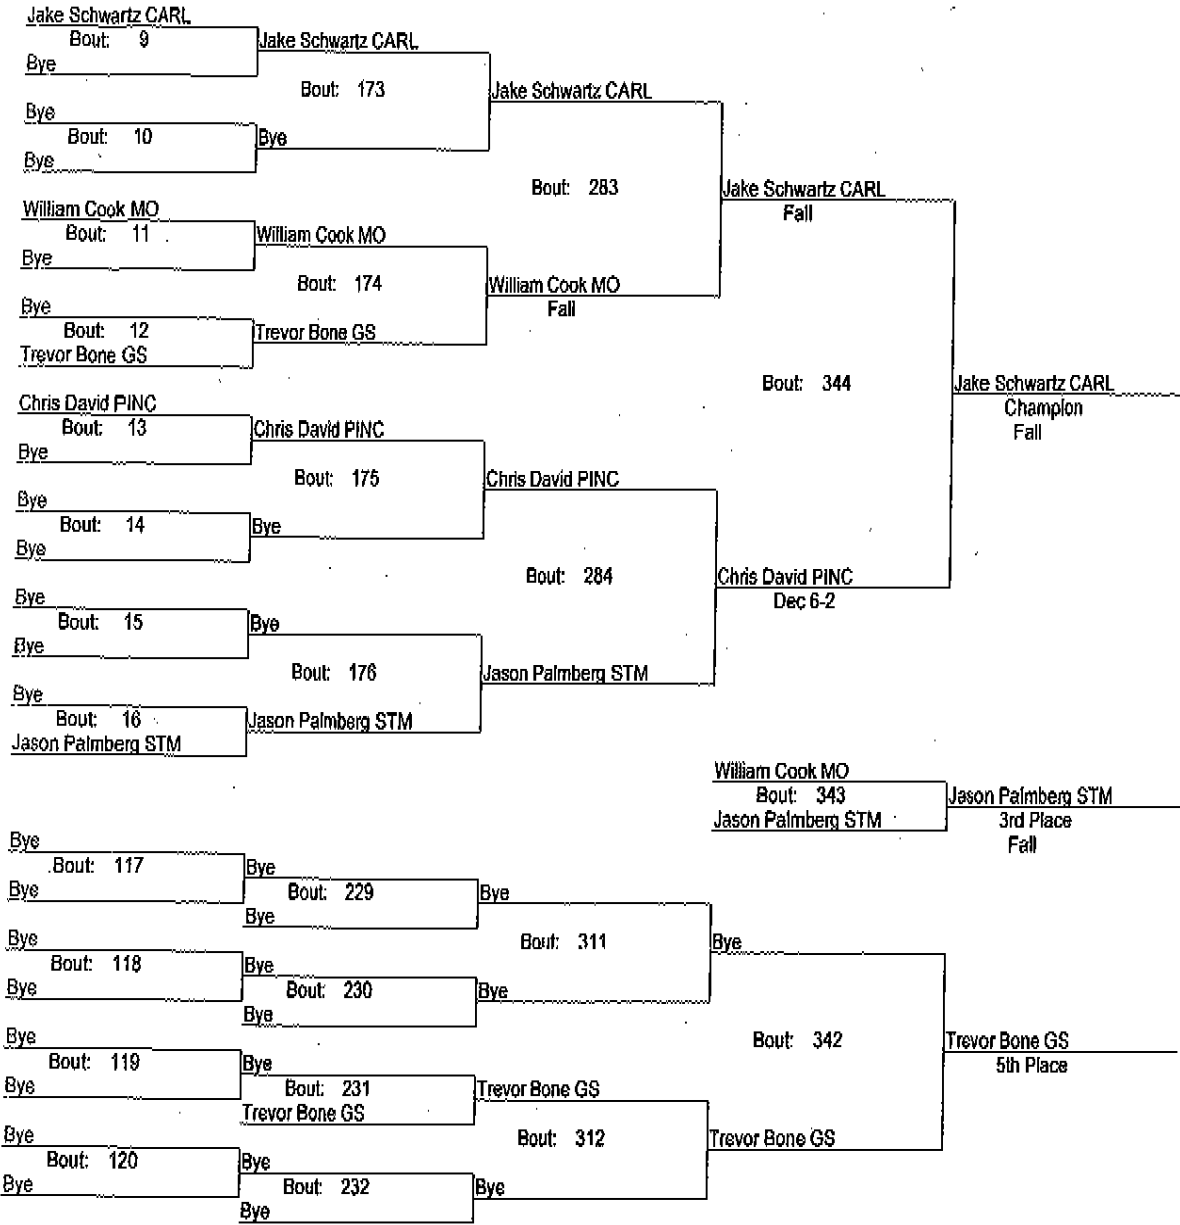 Jake Schwartz CARL
Bout: 9
Jake Schwartz CARL
Bye
Bout: 173
Jake Schwartz CARL
Bye
Bout: 10
Bye
Bye
Bout: 283
Jake Schwartz CARL
Fall
William Cook MO
Bout: 11
William Cook MO
Bye
Bout: 174
William Cook MO
Fall
Bye
Bout: 12
Trevor Bone GS
Trevor Bone GS
Bout: 344
Jake Schwartz CARL
Champion
Fall
Chris David PINC
Bout: 13
Chris David PINC
Bye
Bout: 175
Chris David PINC
Bye
Bout: 14
Bye
Bye
Bout: 284
Chris David PINC
Dec 6-2
Bye
Bout: 15
Bye
Bye
Bout: 176
Jason Palmberg STM
Bye
Bout: 16
Jason Palmberg STM
Jason Palmberg STM
William Cook MO
Bout: 343
Jason Palmberg STM
Jason Palmberg STM
3rd Place
Fall
Bye
Bout: 117
Bye
Bye
Bout: 229
Bye
Bye
Bout: 311
Bye
Bye
Bout: 118
Bye
Bye
Bout: 230
Bye
Bye
Bout: 342
Trevor Bone GS
5th Place
Bye
Bout: 119
Bye
Bye
Bout: 231
Trevor Bone GS
Trevor Bone GS
Bout: 312
Trevor Bone GS
Bye
Bout: 120
Bye
Bye
Bout: 232
Bye
Bye